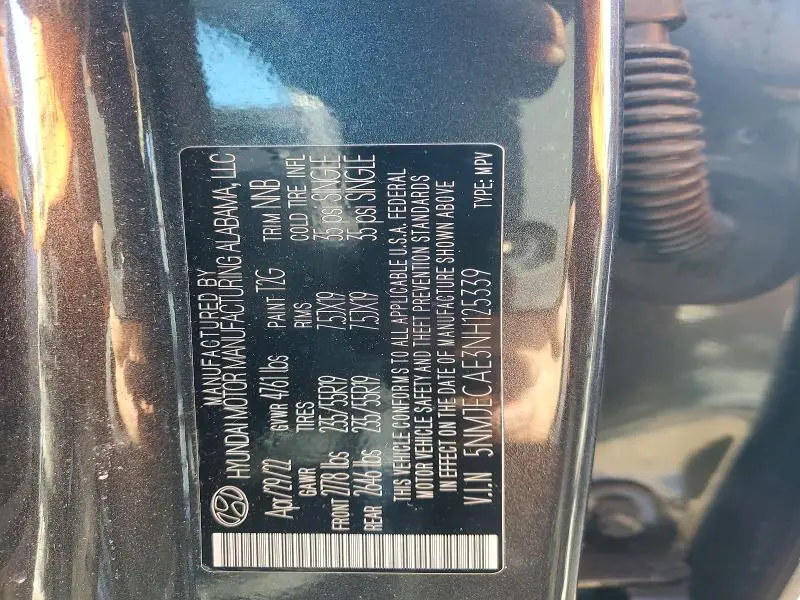 MANUFACTURED BY
HYUNDAI MOTOR MANUFACTURING ALABAMA, LLC
Apr/29/22 GVWR 4761 lbs PAINT T2G TRIM NNB
GAWR TIRES RIMS COLD TIRE INFL
FRONT 2778 lbs 235/55R19 7.5JX19 35 psi SINGLE
REAR 2646 lbs 235/55R19 7.5JX19 35 psi SINGLE
THIS VEHICLE CONFORMS TO ALL APPLICABLE U.S.A. FEDERAL
MOTOR VEHICLE SAFETY AND THEFT PREVENTION STANDARDS
IN EFFECT ON THE DATE OF MANUFACTURE SHOWN ABOVE
V.I.N 5NMJECAE3NH125339 TYPE: MPV